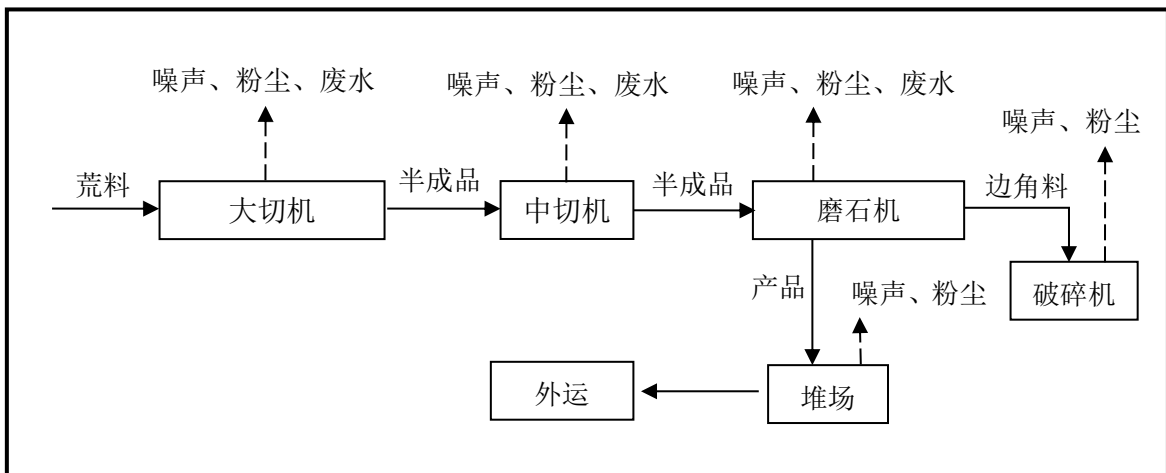 噪声、粉尘、废水
噪声、粉尘、废水
噪声、粉尘、废水
噪声、粉尘
荒料
半成品
半成品
边角料
大切机
中切机
磨石机
产品
噪声、粉尘
破碎机
外运
堆场